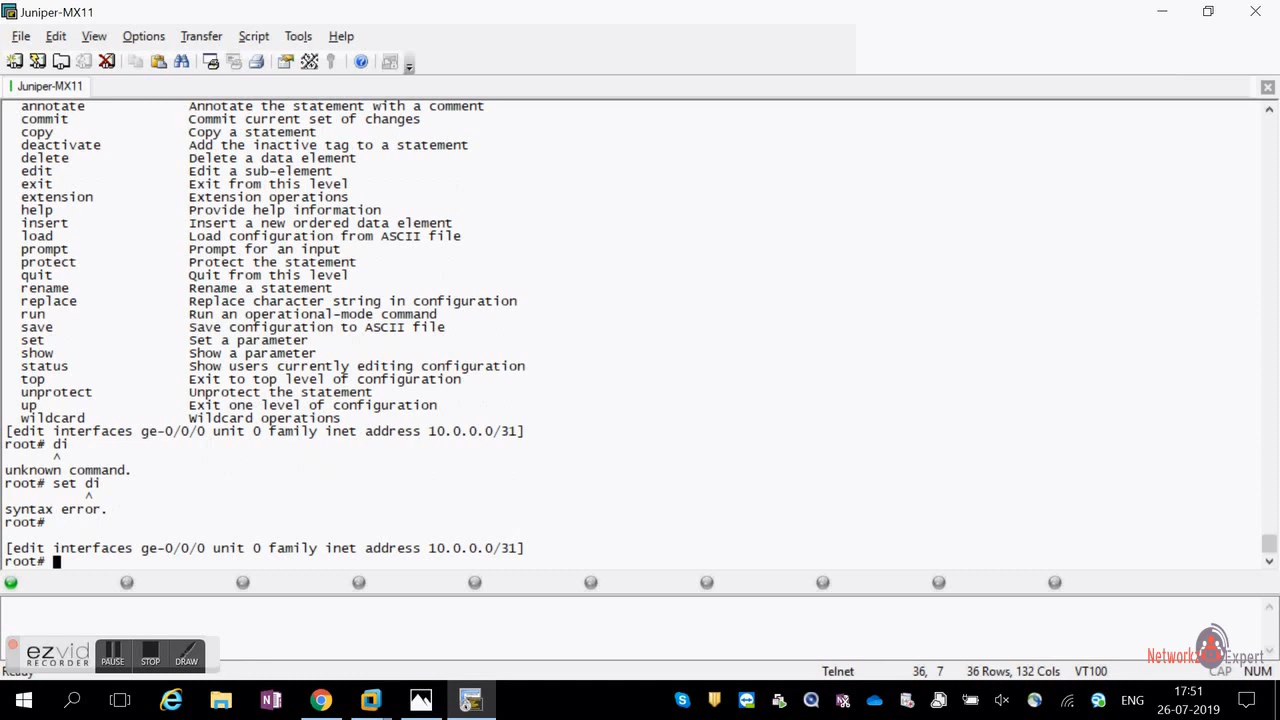 Juniper-MX11
File Edit View Options Transfer Script Tools Help
Juniper-MX11
annotate Annotate the statement with a comment
commit Commit current set of changes
copy Copy a statement
deactivate Add the inactive tag to a statement
delete Delete a data element
edit Edit a sub-element
exit Exit from this level
extension Extension operations
help Provide help information
insert Insert a new ordered data element
load Load configuration from ASCII file
prompt Prompt for an input
protect Protect the statement
quit Quit from this level
rename Rename a statement
replace Replace character string in configuration
run Run an operational-mode command
save Save configuration to ASCII file
set Set a parameter
show Show a parameter
status Show users currently editing configuration
top Exit to top level of configuration
unprotect Unprotect the statement
up Exit one level of configuration
wildcard Wildcard operations
[edit interfaces ge-0/0/0 unit 0 family inet address 10.0.0.0/31]
root# di
^
unknown command.
root# set di
^
syntax error.
root#
[edit interfaces ge-0/0/0 unit 0 family inet address 10.0.0.0/31]
root#
ezvid
RECORDER
PAUSE STOP DRAW
Telnet 36, 7 36 Rows, 132 Cols VT100 CAP NUM
ENG
17:51
26-07-2019